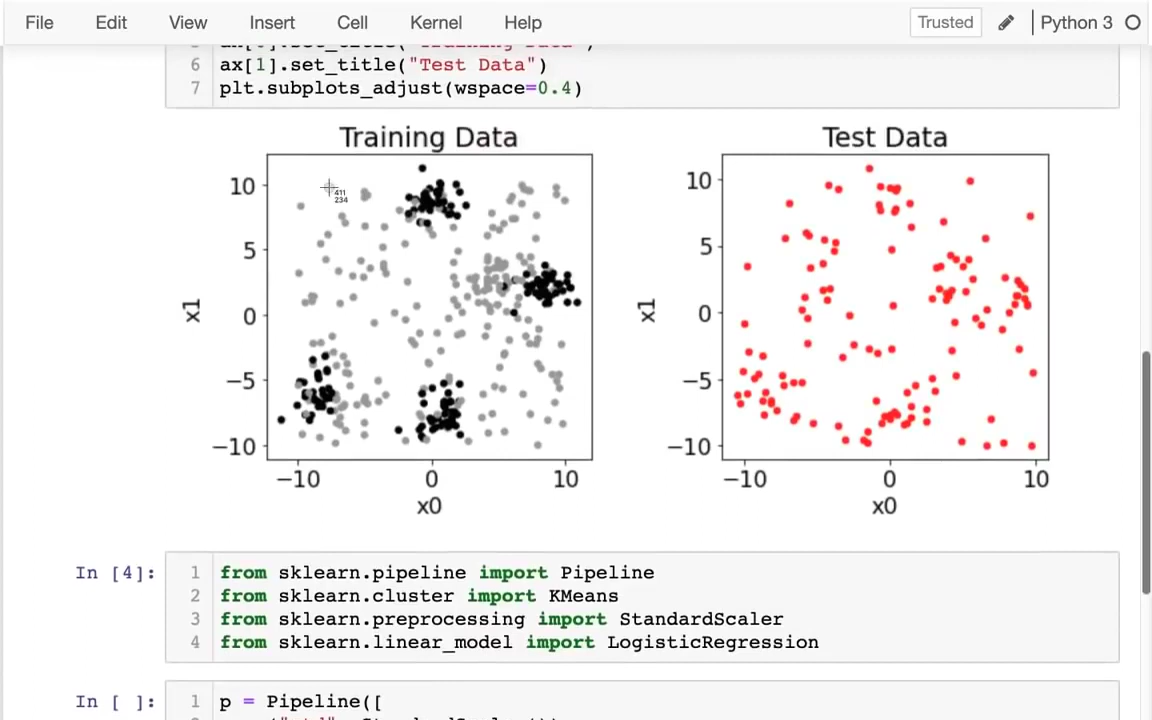 File Edit View Insert Cell Kernel Help Trusted Python 3
6 ax[1].set_title("Test Data")
7 plt.subplots_adjust(wspace=0.4)
Training Data
10
5
0
−5
−10
−10 0 10
x0
x1
411
234
Test Data
10
5
0
−5
−10
−10 0 10
x0
x1
In [4]:
1 from sklearn.pipeline import Pipeline
2 from sklearn.cluster import KMeans
3 from sklearn.preprocessing import StandardScaler
4 from sklearn.linear_model import LogisticRegression
In [ ]:
1 p = Pipeline([